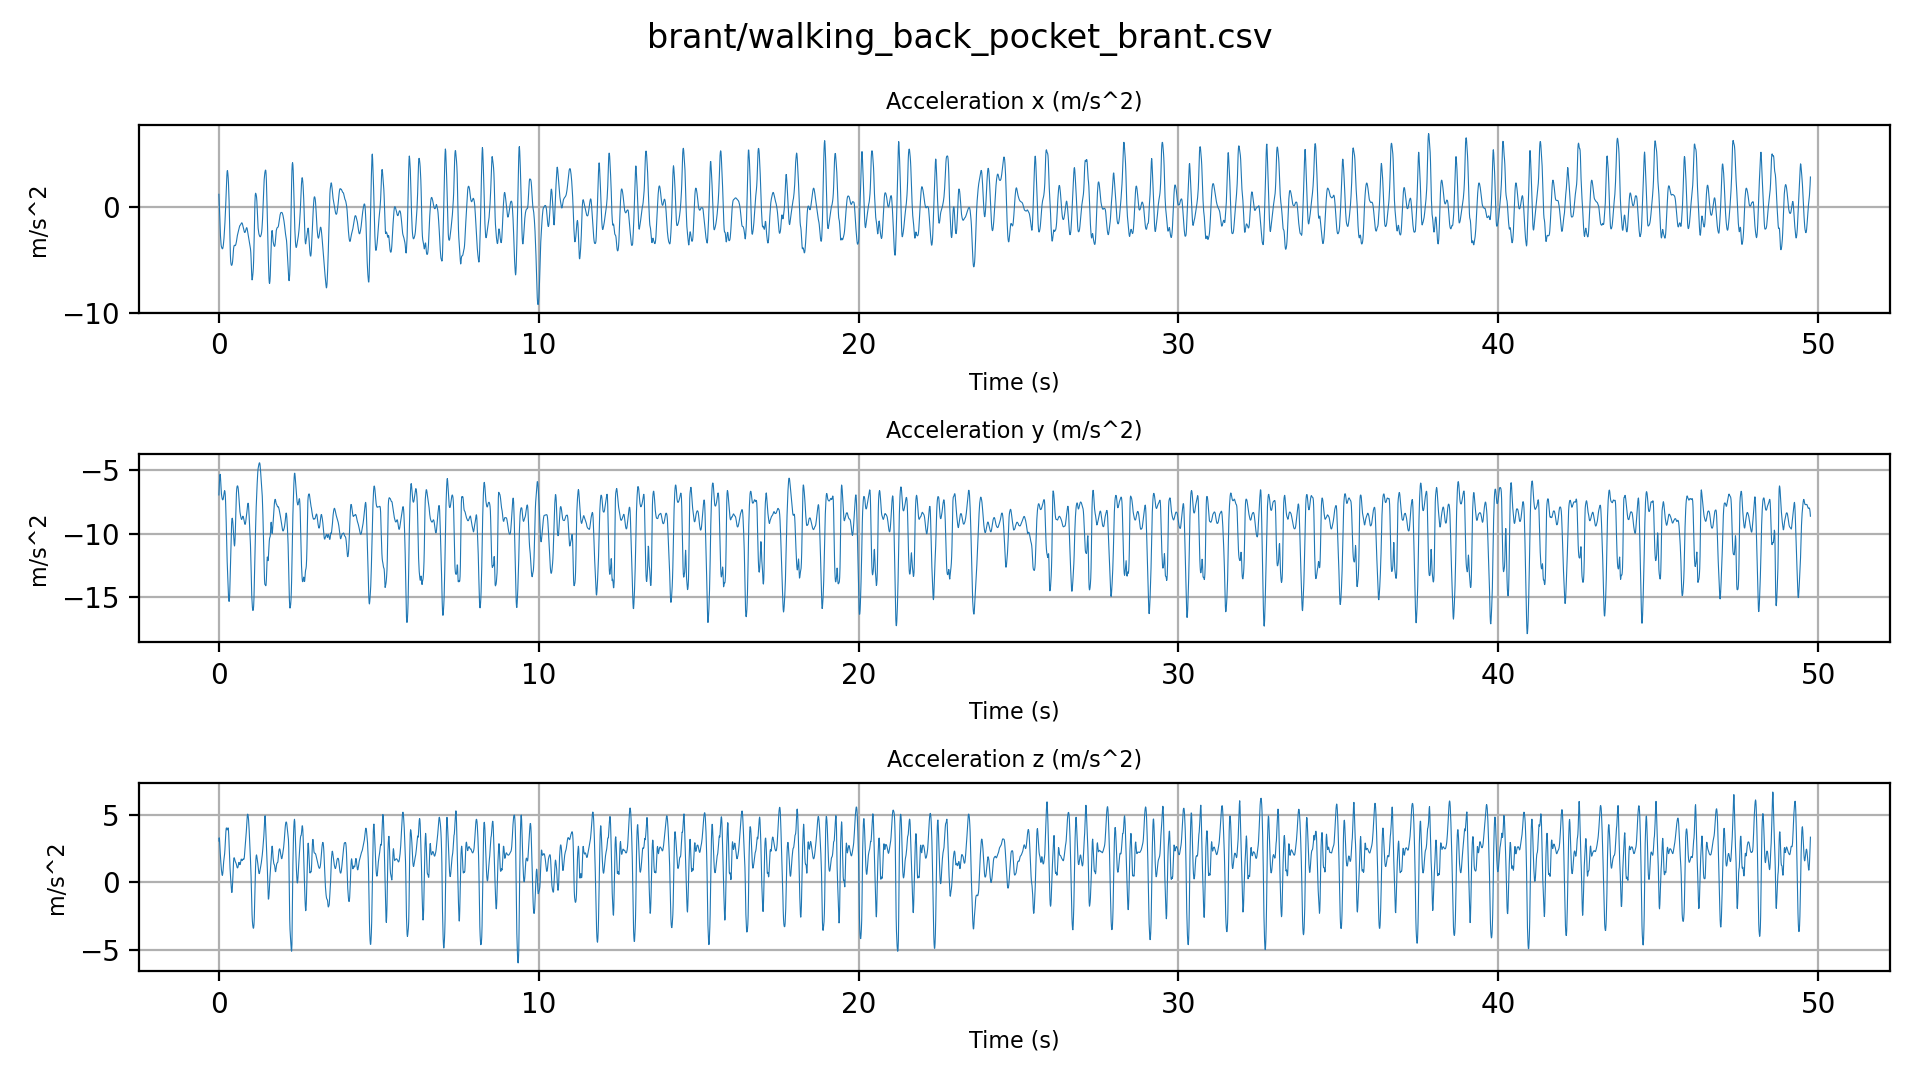 brant/walking_back_pocket_brant.csv
Acceleration x (m/s^2)
m/s^2
0
−10
0 10 20 30 40 50
Time (s)
Acceleration y (m/s^2)
m/s^2
−5
−10
−15
0 10 20 30 40 50
Time (s)
Acceleration z (m/s^2)
m/s^2
5
0
−5
0 10 20 30 40 50
Time (s)